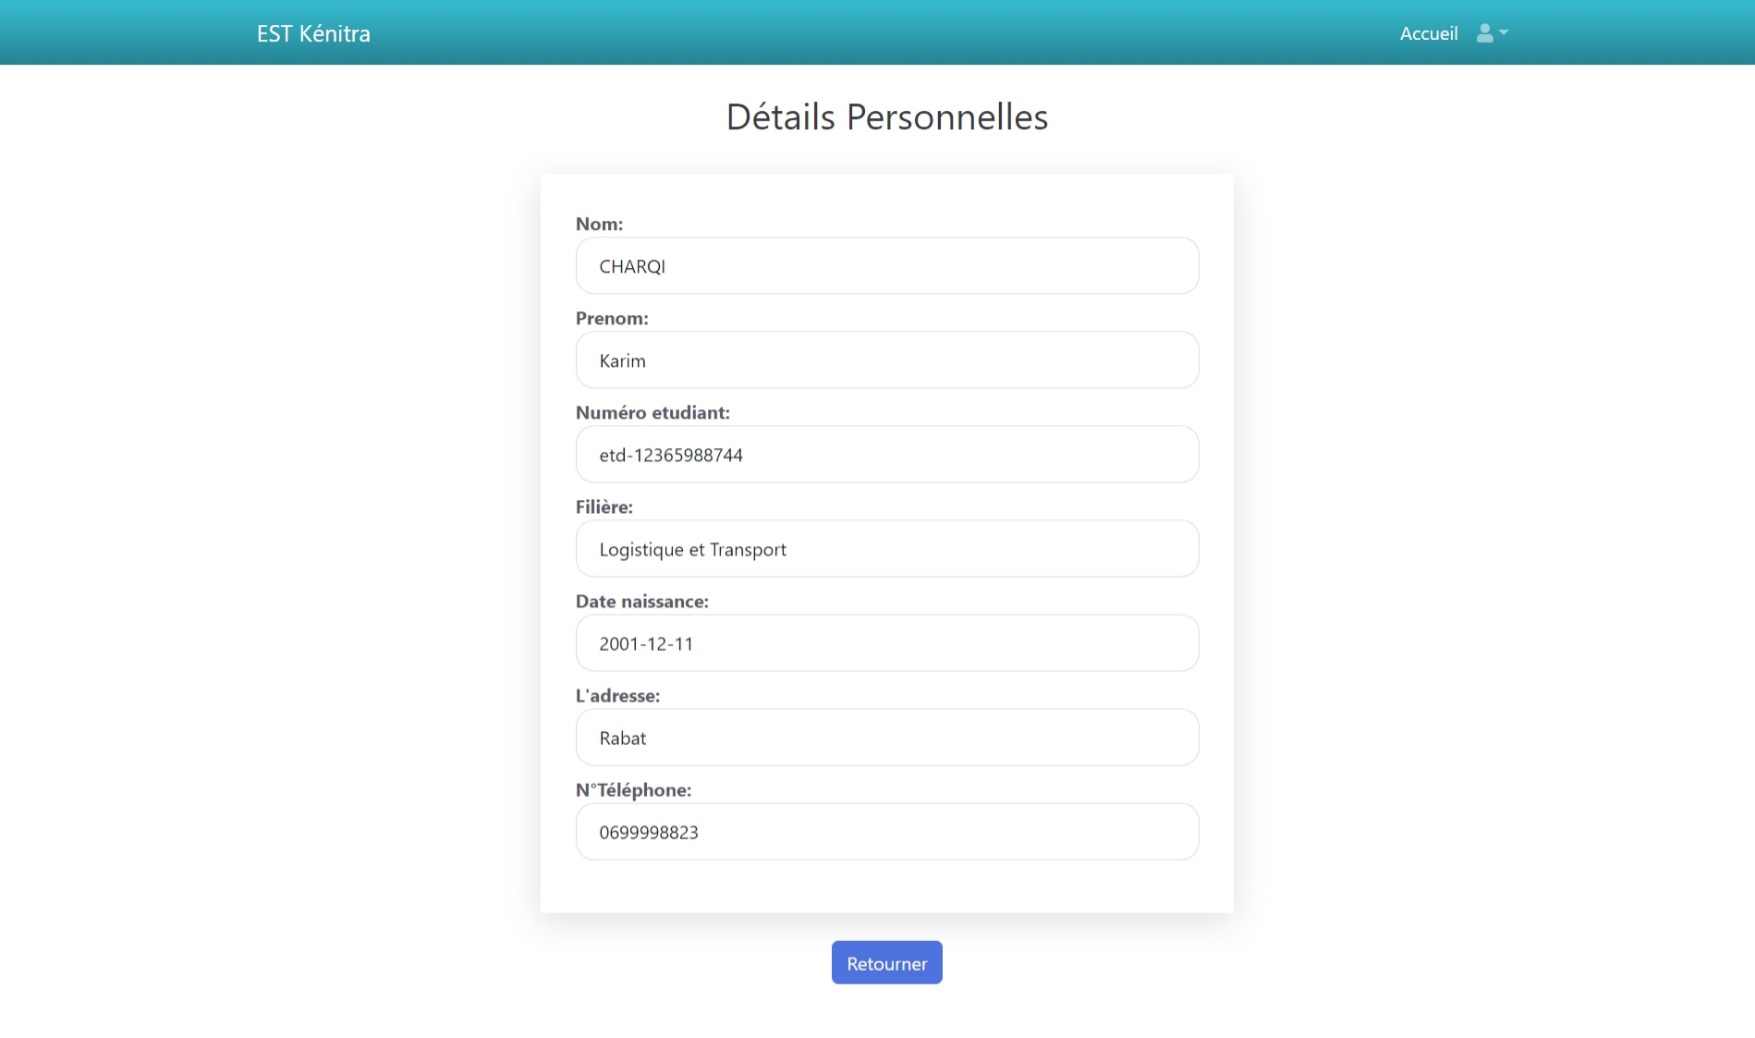 EST Kénitra
Accueil
Détails Personnelles
Nom:
CHARQI
Prenom:
Karim
Numéro etudiant:
etd-12365988744
Filière:
Logistique et Transport
Date naissance:
2001-12-11
L'adresse:
Rabat
N°Téléphone:
0699998823
Retourner